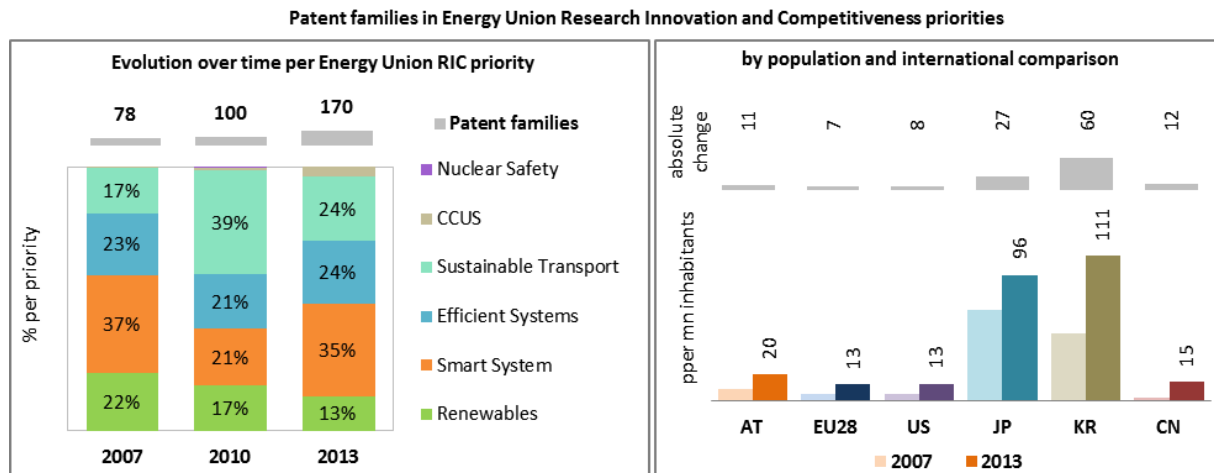 Patent families in Energy Union Research Innovation and Competitiveness priorities
Evolution over time per Energy Union RIC priority
78 100 170
Patent families
Nuclear Safety
CCUS
Sustainable Transport
Efficient Systems
Smart System
Renewables
% per priority
17% 39% 24%
23% 21% 24%
37% 21% 35%
22% 17% 13%
2007 2010 2013
by population and international comparison
absolute
change
11 7 8 27 60 12
pper mn inhabitants
20 13 13 96 111 15
AT EU28 US JP KR CN
2007 2013